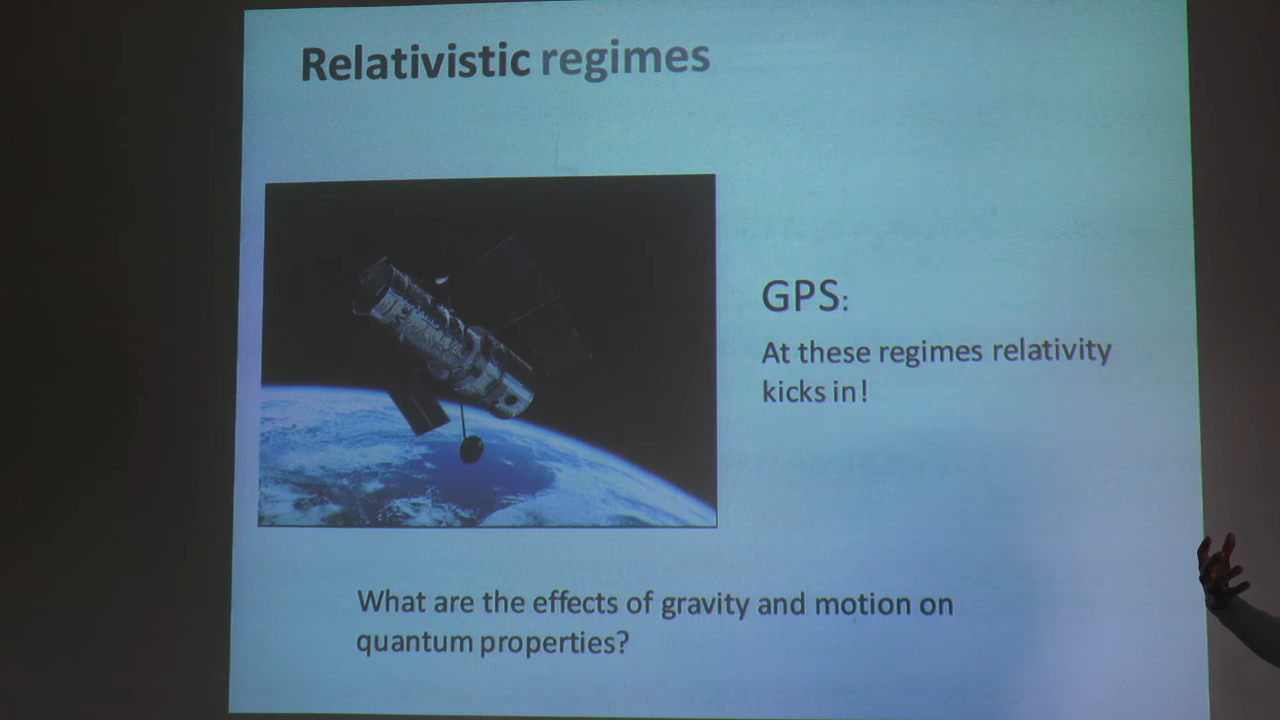 Relativistic regimes
GPS:
At these regimes relativity
kicks in!
What are the effects of gravity and motion on
quantum properties?